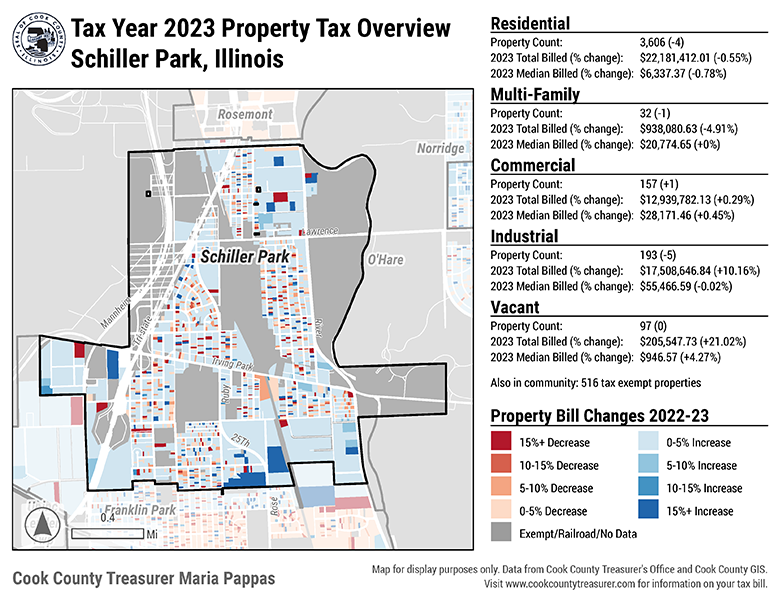 Tax Year 2023 Property Tax Overview
Schiller Park, Illinois
Rosemont
Norridge
Lawrence
Schiller Park
O'Hare
Mannheim
Tri-state
River
Irving Park
Ruby
25Th
Franklin Park
Rose
0.4
Mi
Residential
Property Count: 3,606 (-4)
2023 Total Billed (% change): $22,181,412.01 (-0.55%)
2023 Median Billed (% change): $6,337.37 (-0.78%)
Multi-Family
Property Count: 32 (-1)
2023 Total Billed (% change): $938,080.63 (-4.91%)
2023 Median Billed (% change): $20,774.65 (+0%)
Commercial
Property Count: 157 (+1)
2023 Total Billed (% change): $12,939,782.13 (+0.29%)
2023 Median Billed (% change): $28,171.46 (+0.45%)
Industrial
Property Count: 193 (-5)
2023 Total Billed (% change): $17,508,646.84 (+10.16%)
2023 Median Billed (% change): $55,466.59 (-0.02%)
Vacant
Property Count: 97 (0)
2023 Total Billed (% change): $205,547.73 (+21.02%)
2023 Median Billed (% change): $946.57 (+4.27%)
Also in community: 516 tax exempt properties
Property Bill Changes 2022-23
15%+ Decrease
0-5% Increase
10-15% Decrease
5-10% Increase
5-10% Decrease
10-15% Increase
0-5% Decrease
15%+ Increase
Exempt/Railroad/No Data
Cook County Treasurer Maria Pappas
Map for display purposes only. Data from Cook County Treasurer's Office and Cook County GIS.
Visit www.cookcountytreasurer.com for information on your tax bill.